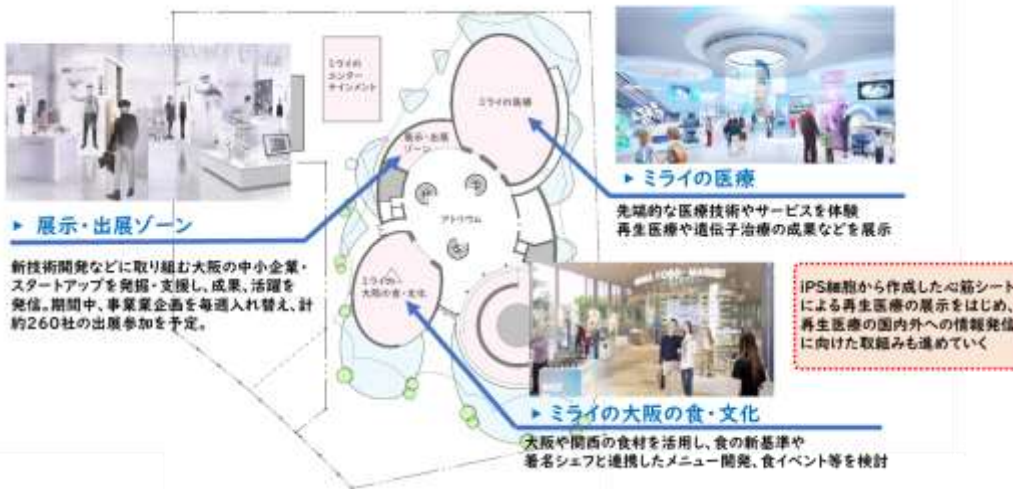 ミライの
エンター
テインメント
ミライの医療
展示・出展
ゾーン
アトリウム
大阪の食・文化
▶ 展示・出展ゾーン
新技術開発などに取り組む大阪の中小企業・
スタートアップを発掘・支援し、成果、活躍を
発信。期間中、事業業企画を毎週入れ替え、計
約260社の出展参加を予定。
▶ ミライの医療
先端的な医療技術やサービスを体験
再生医療や遺伝子治療の成果などを展示
FOOD MARKET
iPS細胞から作成した心筋シート
による再生医療の展示をはじめ、
再生医療の国内外への情報発信
に向けた取組みも進めていく
▶ ミライの大阪の食・文化
大阪や関西の食材を活用し、食の新基準や
著名シェフと連携したメニュー開発、食イベント等を検討